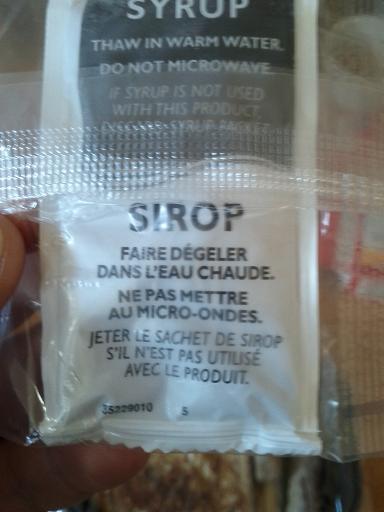 SYRUP
THAW IN WARM WATER.
DO NOT MICROWAVE
IF SYRUP IS NOT USED
WITH THIS PRODUCT,
SYRUP PACKET
SIROP
FAIRE DÉGELER
DANS L'EAU CHAUDE.
NE PAS METTRE
AU MICRO-ONDES.
JETER LE SACHET DE SIROP
S'IL N'EST PAS UTILISÉ
AVEC LE PRODUIT.
35229010 5